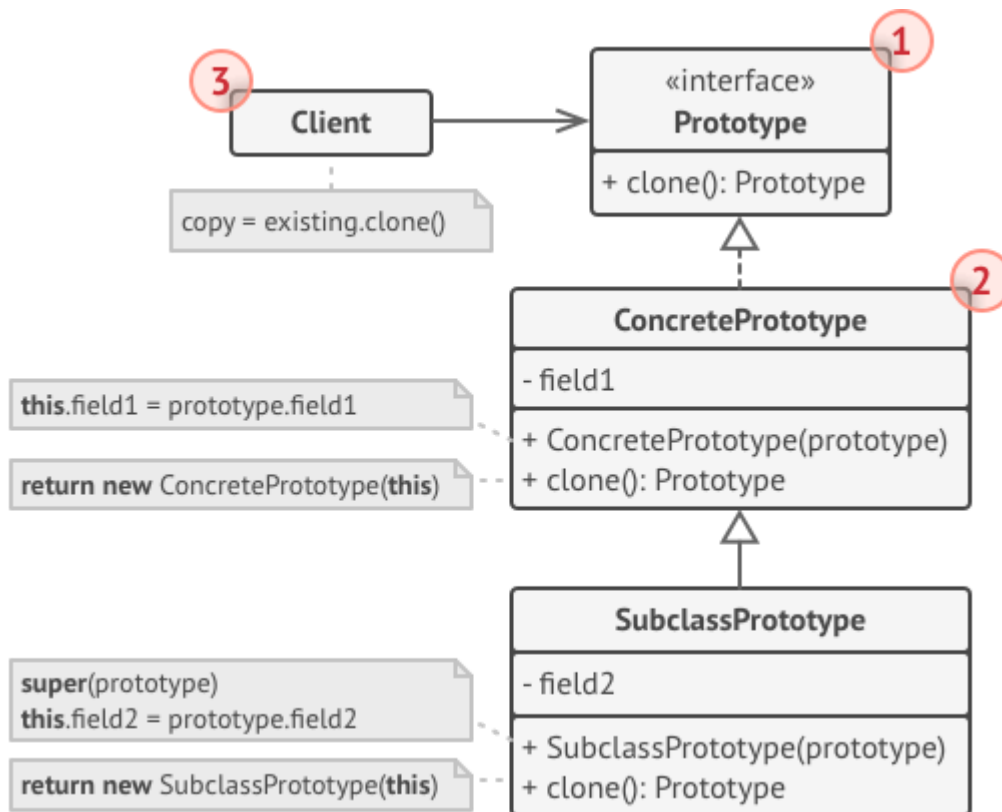 1
«interface»
Prototype
+ clone(): Prototype
3
Client
copy = existing.clone()
2
ConcretePrototype
- field1
+ ConcretePrototype(prototype)
+ clone(): Prototype
this.field1 = prototype.field1
return new ConcretePrototype(this)
SubclassPrototype
- field2
+ SubclassPrototype(prototype)
+ clone(): Prototype
super(prototype)
this.field2 = prototype.field2
return new SubclassPrototype(this)